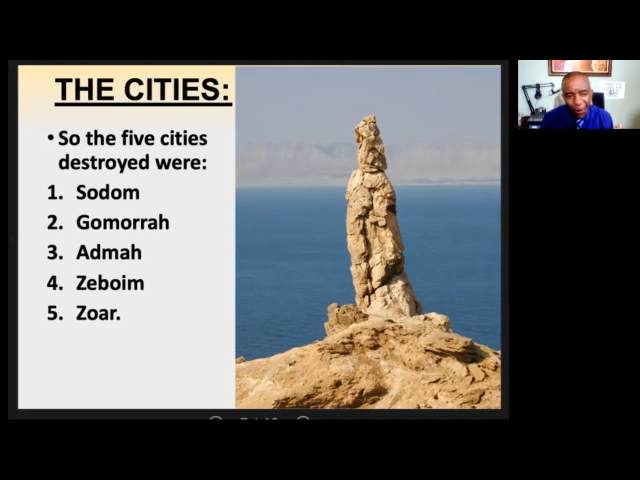 THE CITIES:
• So the five cities
destroyed were:
1. Sodom
2. Gomorrah
3. Admah
4. Zeboim
5. Zoar.